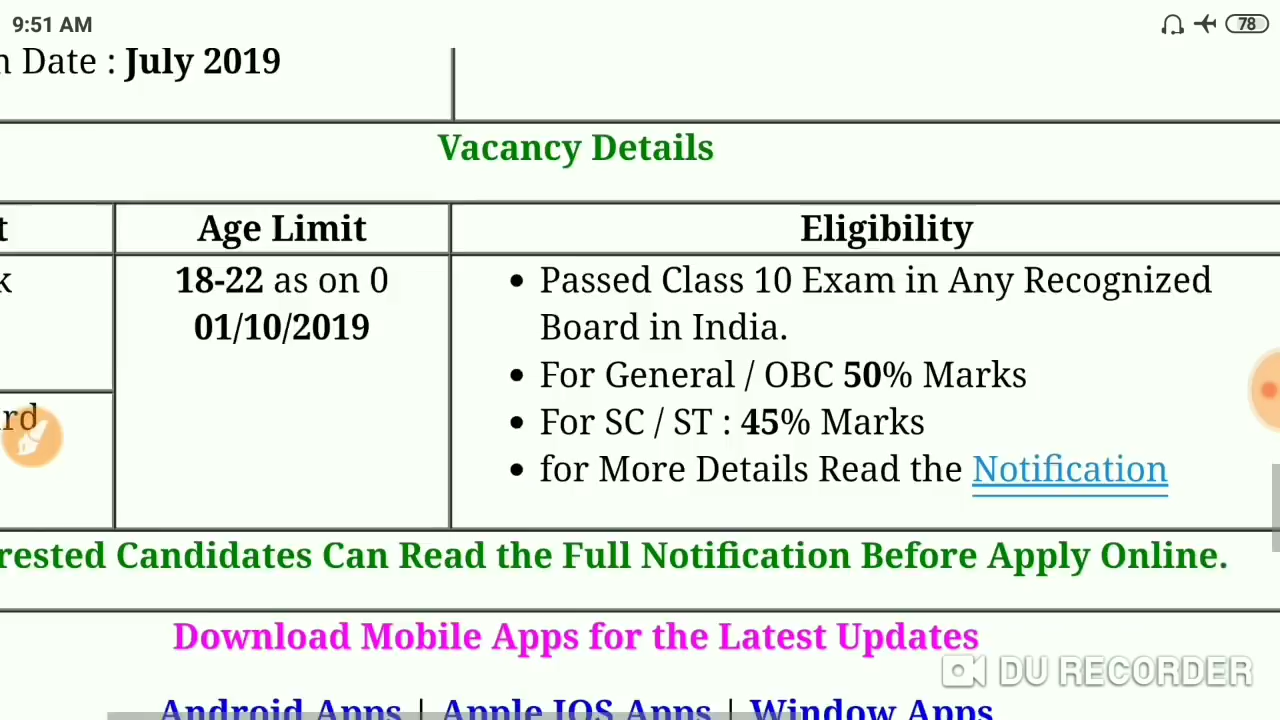 9:51 AM
78
n Date : July 2019
Vacancy Details
t
Age Limit
Eligibility
k
18-22 as on 0
01/10/2019
• Passed Class 10 Exam in Any Recognized
Board in India.
• For General / OBC 50% Marks
• For SC / ST : 45% Marks
• for More Details Read the Notification
rd
rested Candidates Can Read the Full Notification Before Apply Online.
Download Mobile Apps for the Latest Updates
DU RECORDER
Android Apps | Apple IOS Apps | Window Apps